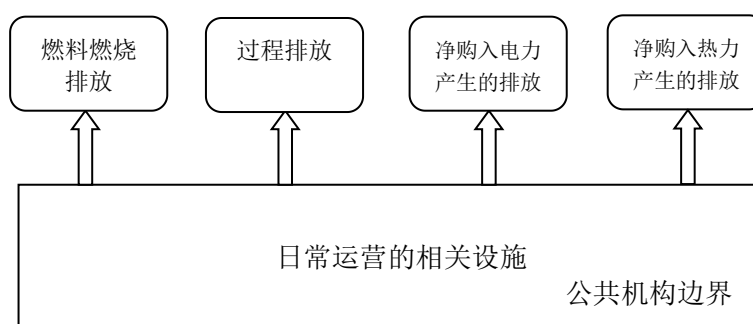 燃料燃烧
排放
过程排放
净购入电力
产生的排放
净购入热力
产生的排放
日常运营的相关设施
公共机构边界